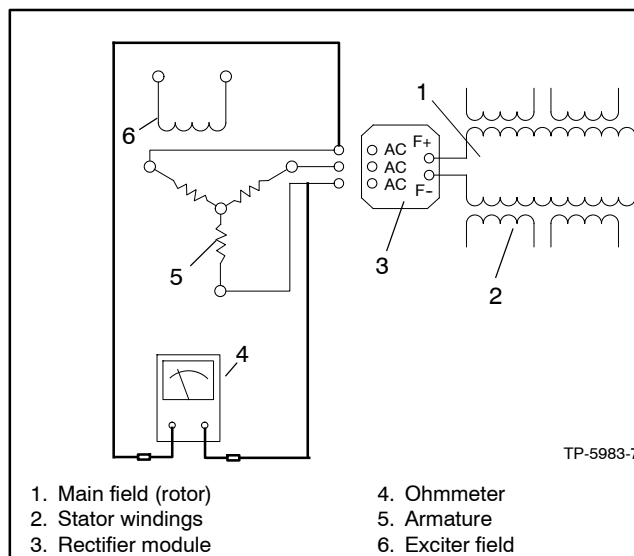 1
6
AC F+
AC
AC F-
5
3
2
4
TP-5983-7
1. Main field (rotor)
2. Stator windings
3. Rectifier module
4. Ohmmeter
5. Armature
6. Exciter field